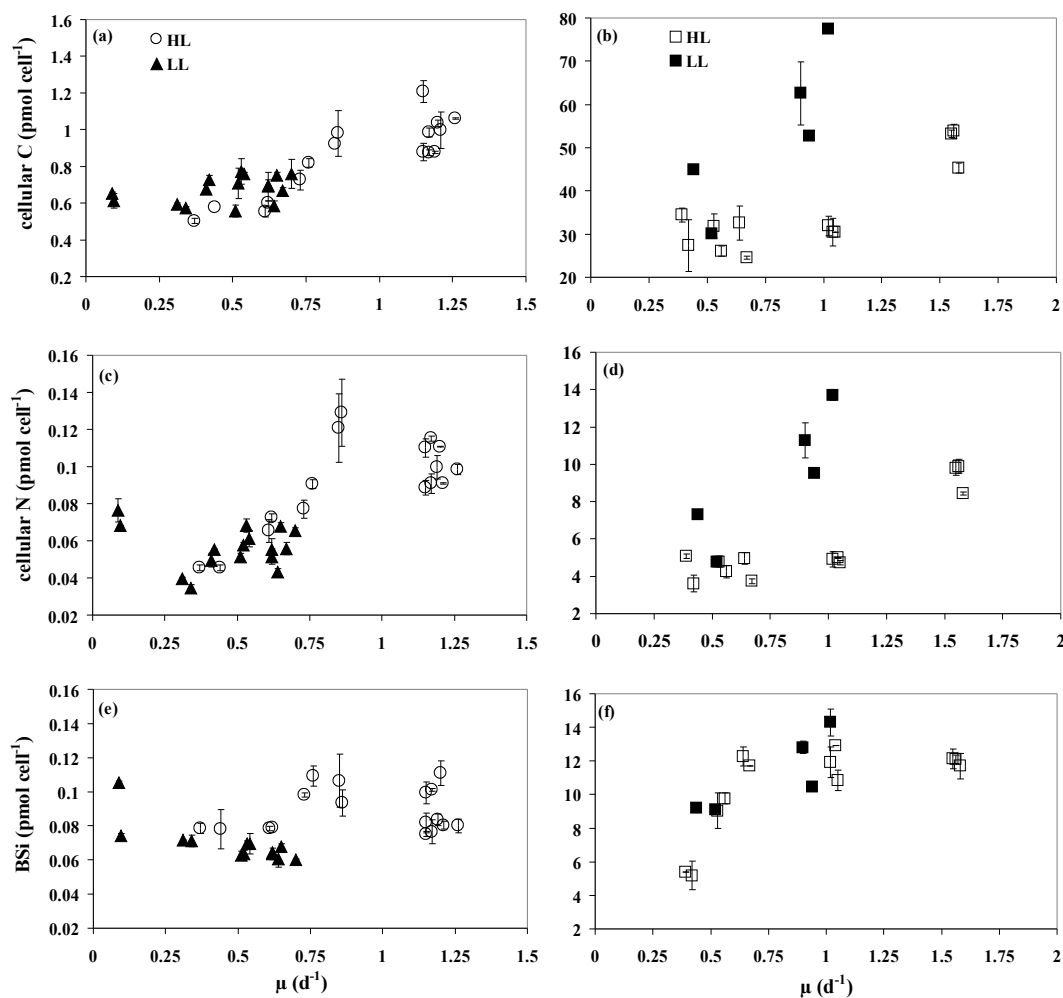 (a)
HL
LL
cellular C (pmol cell-1)
1.6
1.4
1.2
1
0.8
0.6
0.4
0.2
0 0.25 0.5 0.75 1 1.25 1.5
(b)
HL
LL
80
70
60
50
40
30
20
0 0.25 0.5 0.75 1 1.25 1.5 1.75 2
(c)
cellular N (pmol cell-1)
0.16
0.14
0.12
0.10
0.08
0.06
0.04
0.02
0 0.25 0.5 0.75 1 1.25 1.5
(d)
16
14
12
10
8
6
4
2
0 0.25 0.5 0.75 1 1.25 1.5 1.75 2
(e)
BSi (pmol cell-1)
0.16
0.14
0.12
0.10
0.08
0.06
0.04
0.02
0 0.25 0.5 0.75 1 1.25 1.5
µ (d-1)
(f)
16
14
12
10
8
6
4
2
0 0.25 0.5 0.75 1 1.25 1.5 1.75 2
µ (d-1)